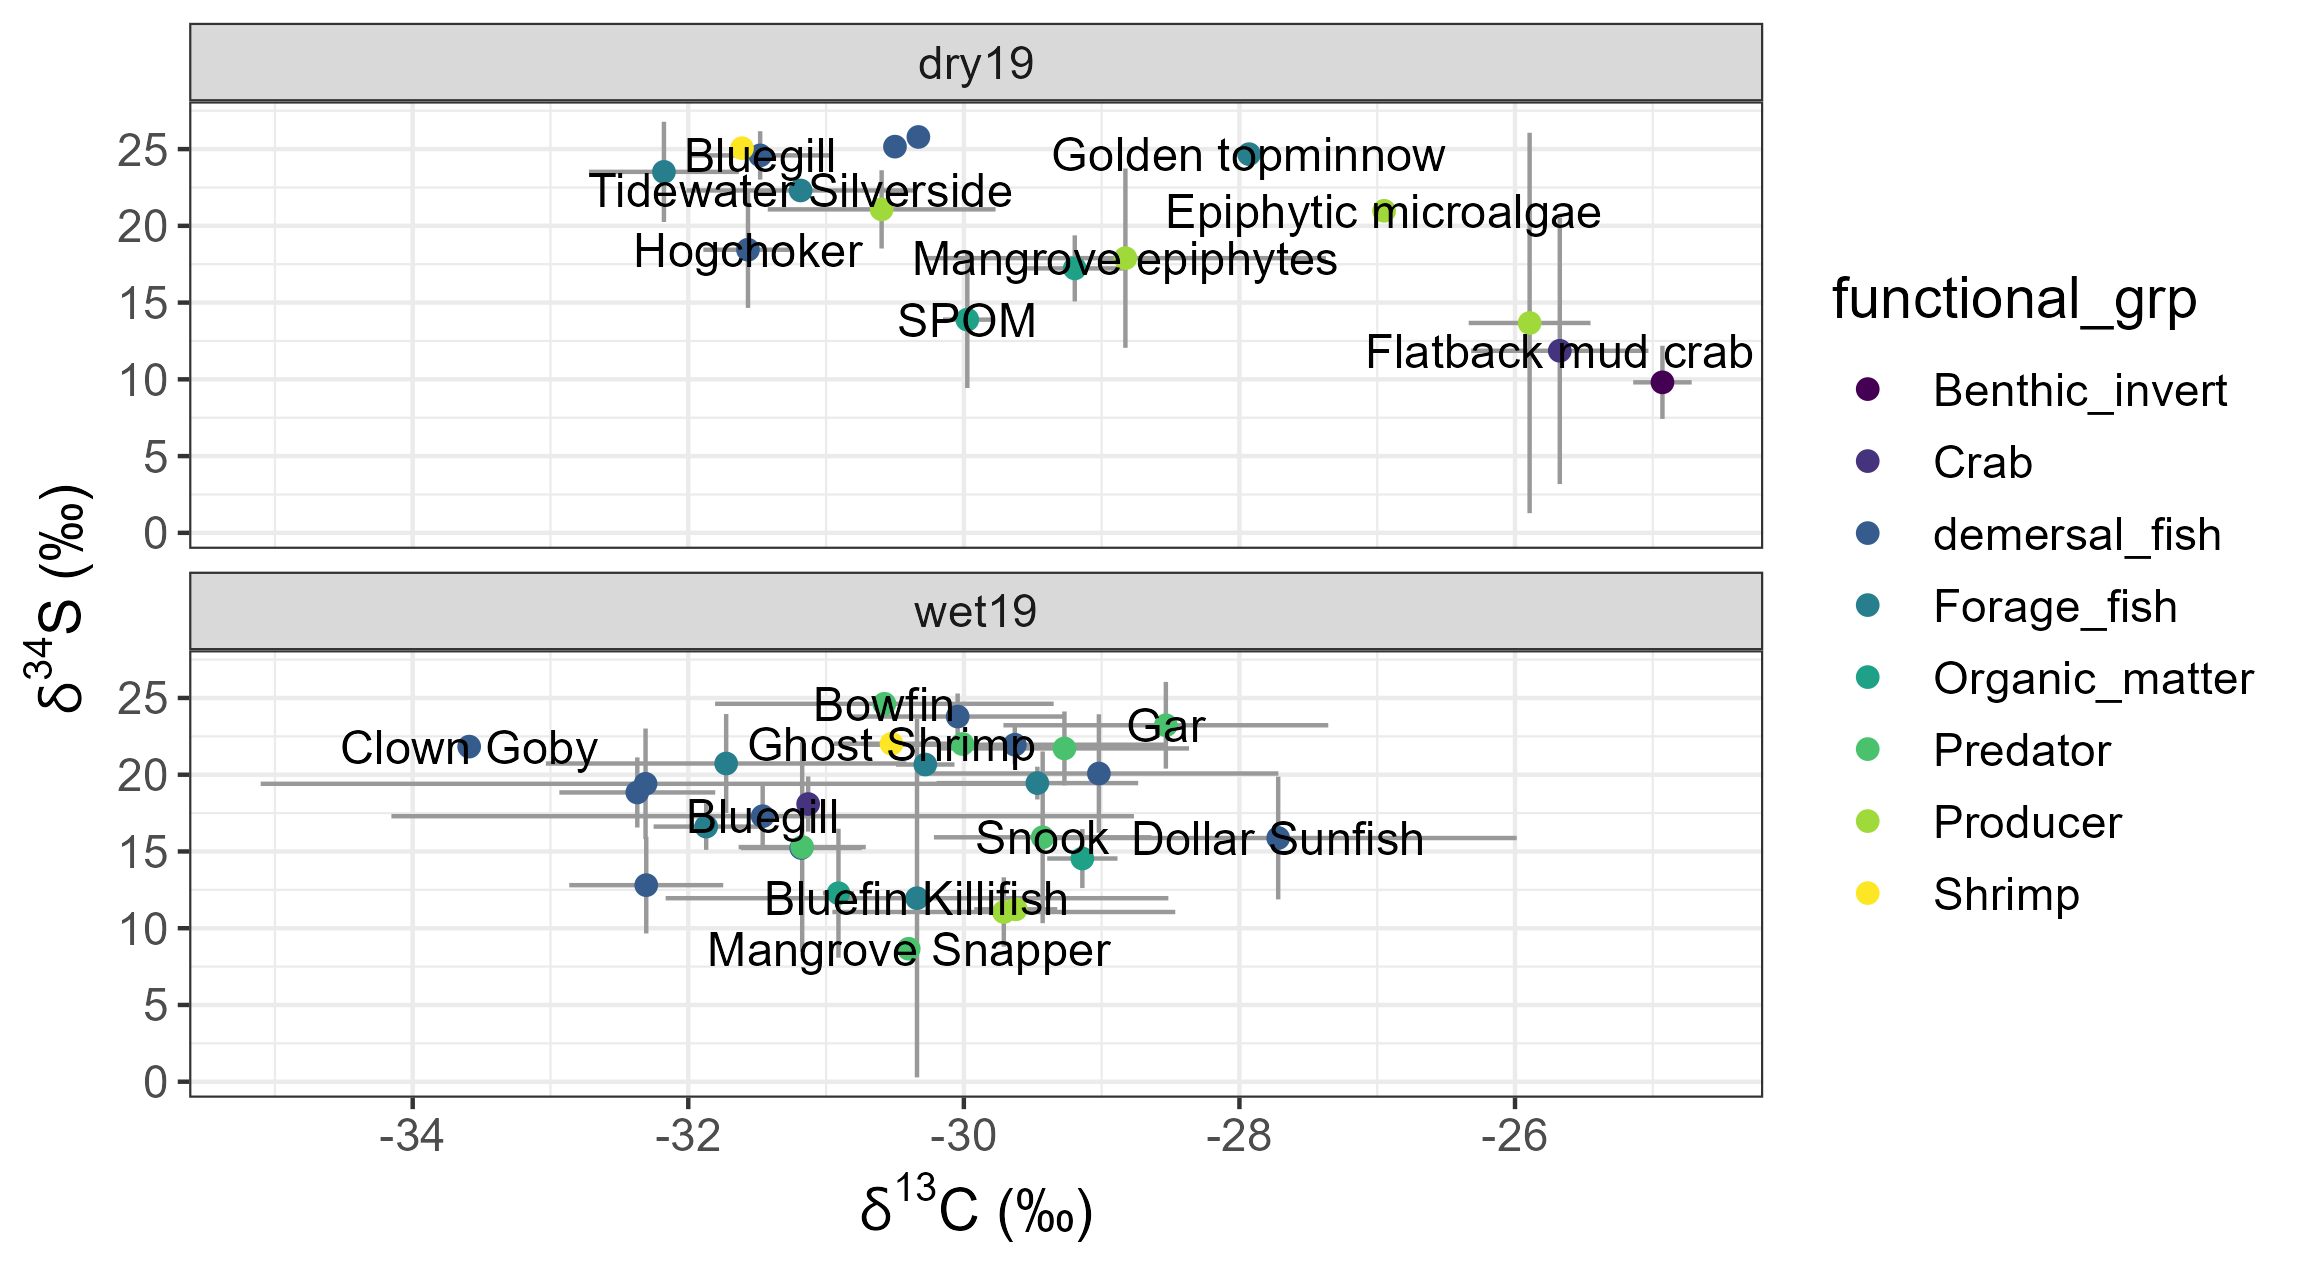 dry19
25
20
15
10
5
0
Bluegill
Golden topminnow
Tidewater Silverside
Epiphytic microalgae
Hogchoker
Mangrove epiphytes
SPOM
Flatback mud crab
δ³⁴S (‰)
wet19
25
20
15
10
5
0
Bowfin
Gar
Clown Goby
Ghost Shrimp
Bluegill
Snook
Dollar Sunfish
Bluefin Killifish
Mangrove Snapper
-34
-32
-30
-28
-26
δ¹³C (‰)
functional_grp
Benthic_invert
Crab
demersal_fish
Forage_fish
Organic_matter
Predator
Producer
Shrimp